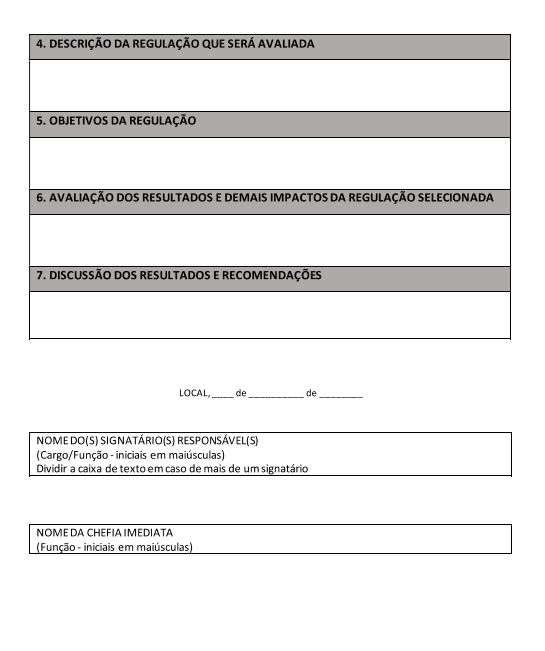 4. DESCRIÇÃO DA REGULAÇÃO QUE SERÁ AVALIADA
5. OBJETIVOS DA REGULAÇÃO
6. AVALIAÇÃO DOS RESULTADOS E DEMAIS IMPACTOS DA REGULAÇÃO SELECIONADA
7. DISCUSSÃO DOS RESULTADOS E RECOMENDAÇÕES
LOCAL, ____ de __________ de ________
NOME DO(S) SIGNATÁRIO(S) RESPONSÁVEL(S)
(Cargo/Função - iniciais em maiúsculas)
Dividir a caixa de texto em caso de mais de um signatário
NOME DA CHEFIA IMEDIATA
(Função - iniciais em maiúsculas)